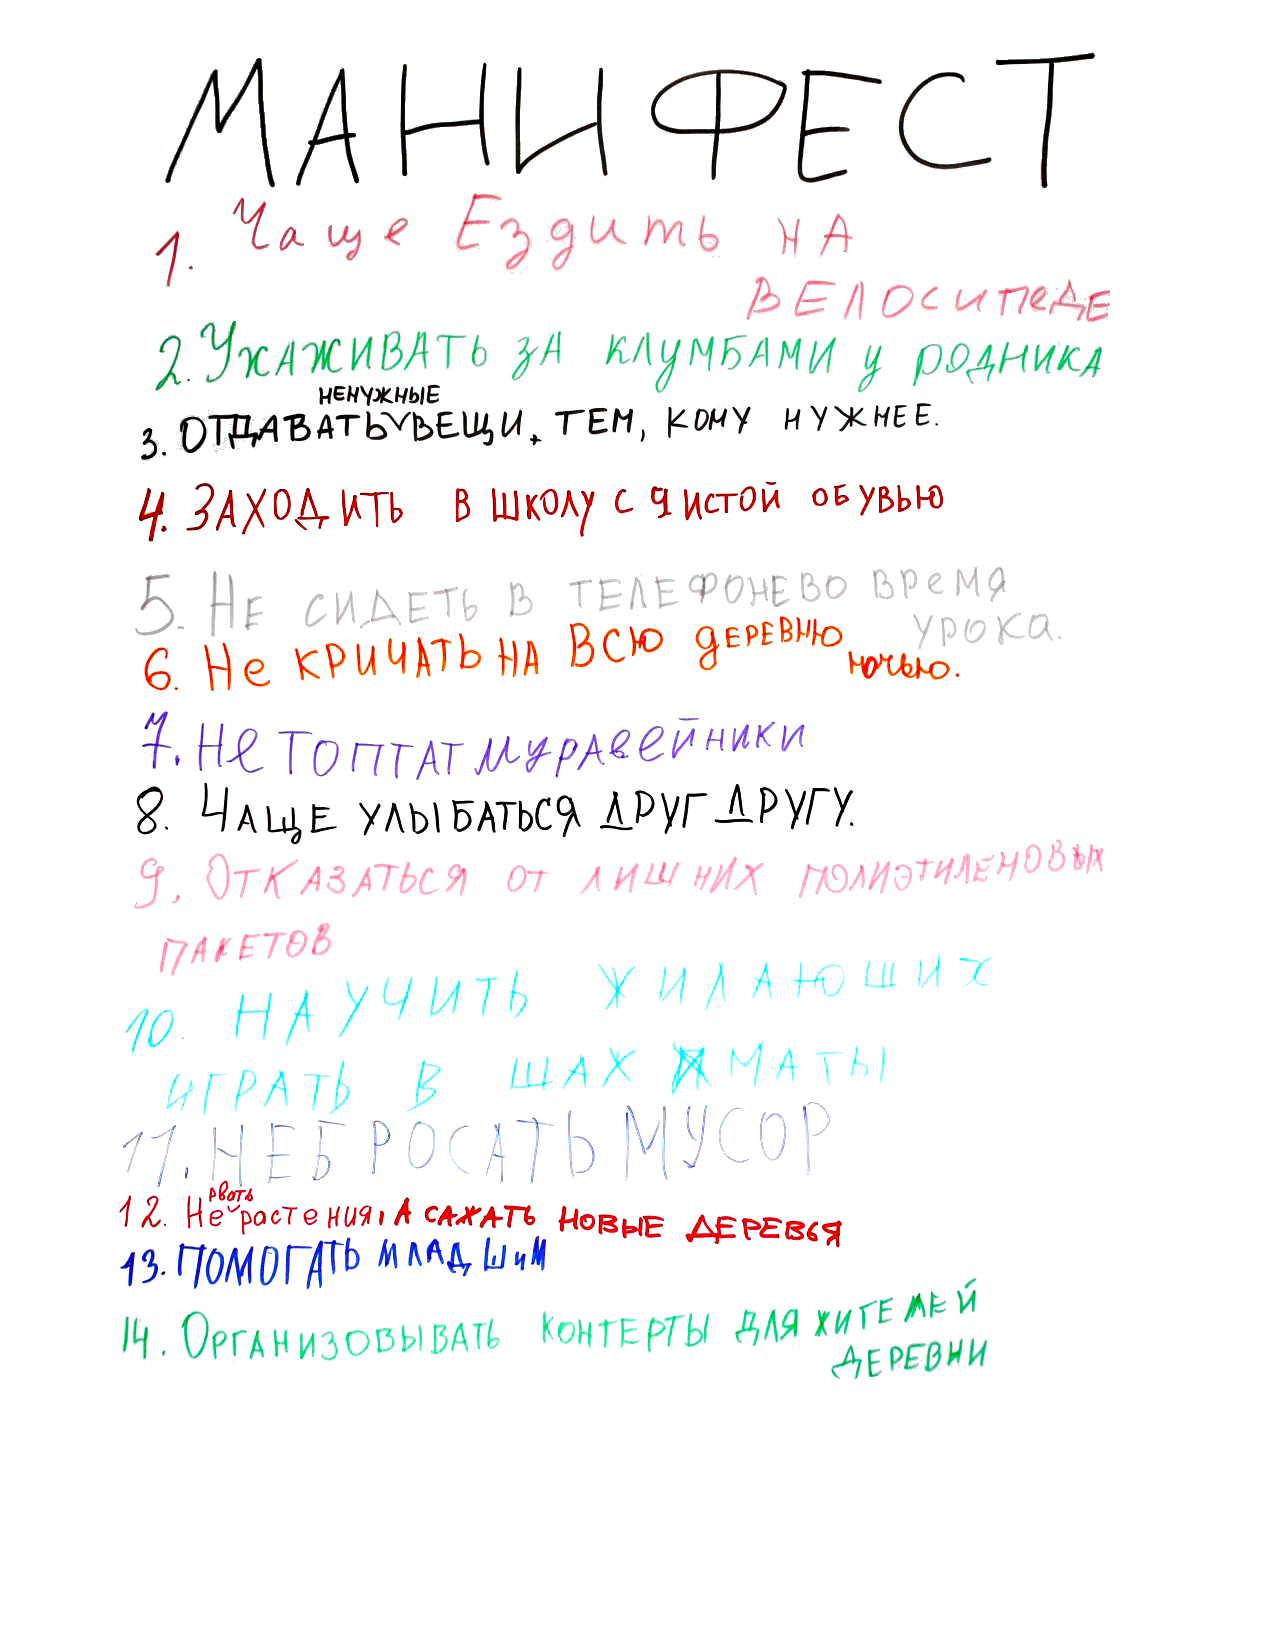 МАНИФЕСТ
1. Чаще Ездить на
велосипеде
2. Ухаживать за клумбами у родника
ненужные
3. Отдавать вещи, тем, кому нужнее.
4. Заходить в школу с чистой обувью
5. Не сидеть в телефонево время
урока.
6. Не кричать на всю деревню
ночью.
7. Не топтат муравейники
8. Чаще улыбаться друг другу.
9. Отказаться от лишних полиэтиленовых
пакетов
10. Научить жилающих
играть в шахматы
11. Не бросать мусор
рвать
12. Не растения, а сажать новые деревья
13. Помогать младшим
14. Организовывать контерты для жителей
деревни